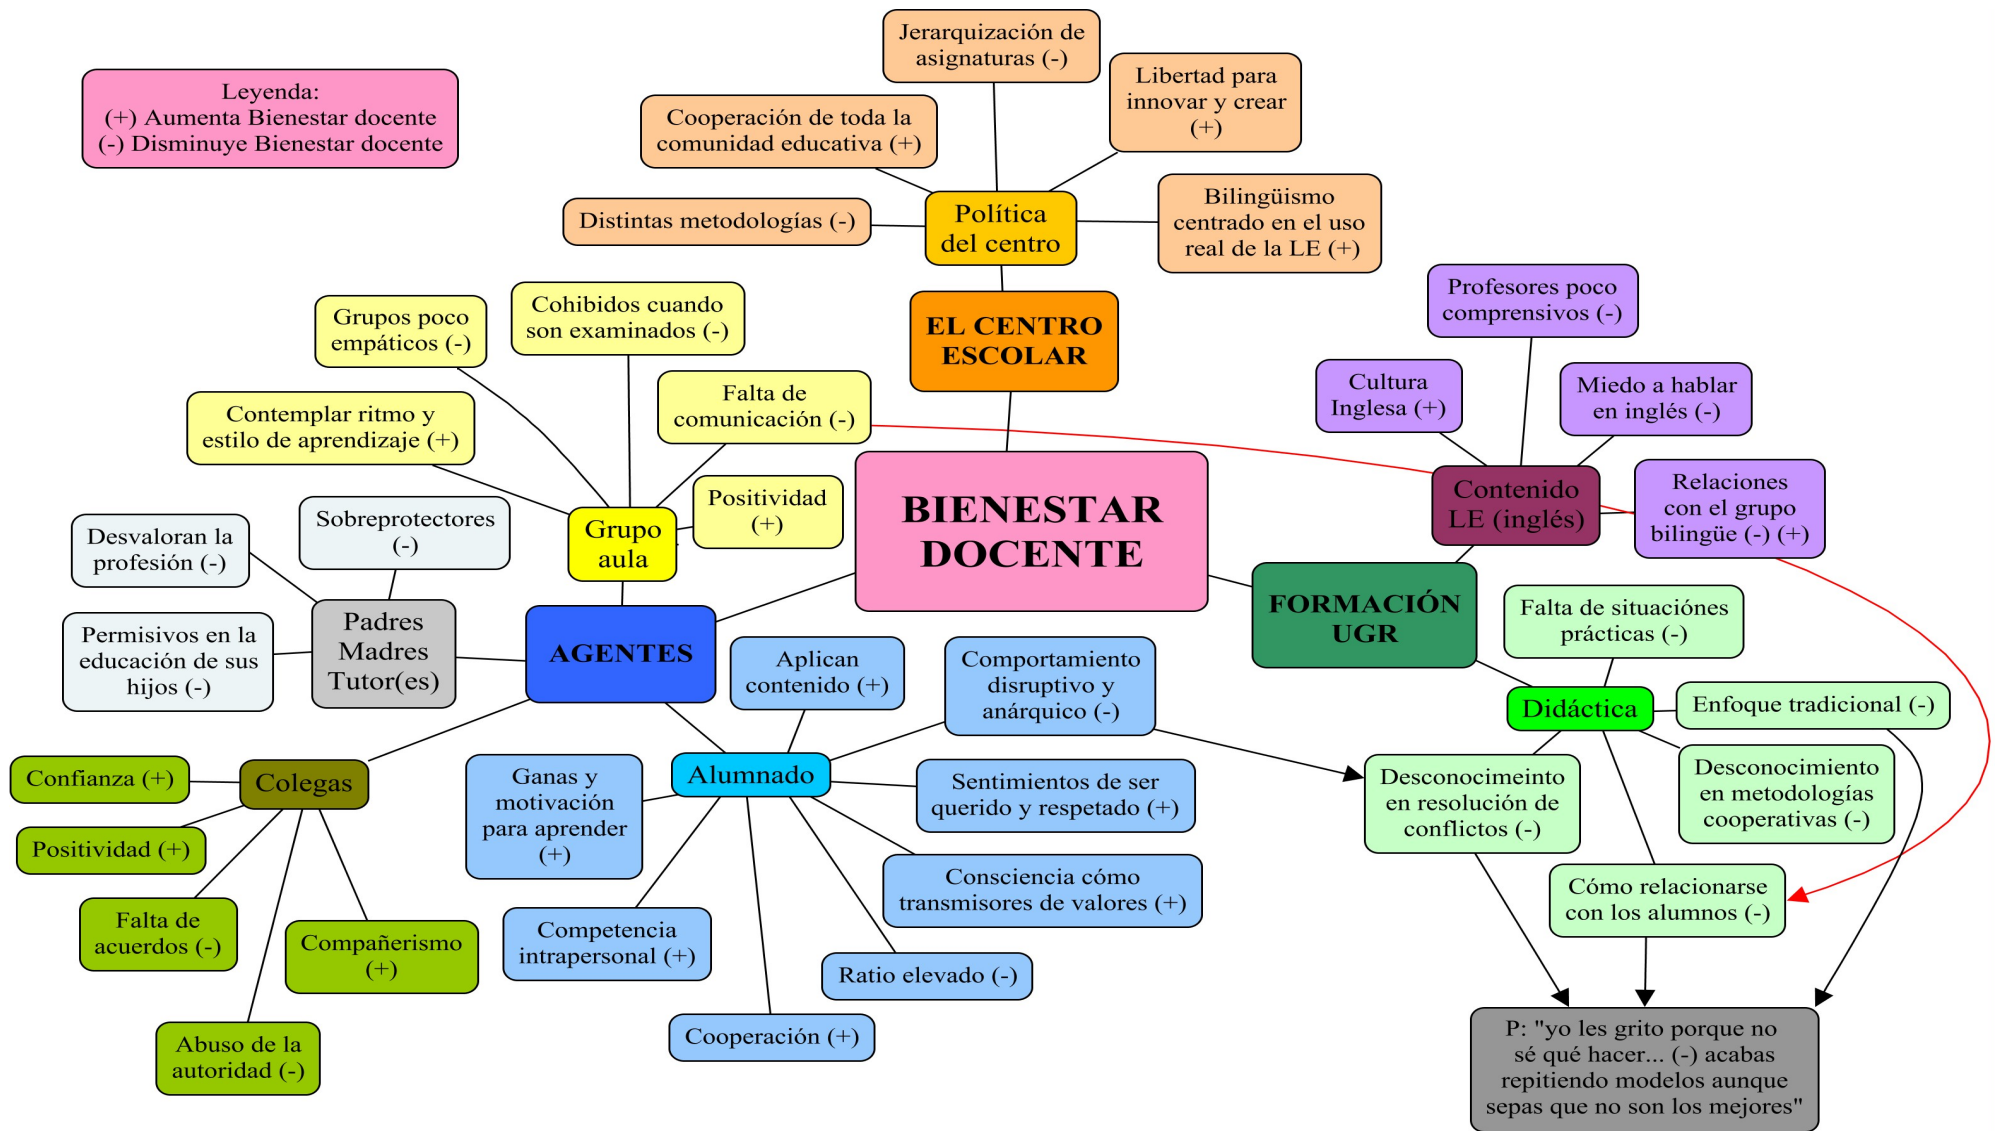 Jerarquización de
asignaturas (-)
Leyenda:
(+) Aumenta Bienestar docente
(-) Disminuye Bienestar docente
Libertad para
innovar y crear
(+)
Cooperación de toda la
comunidad educativa (+)
Distintas metodologías (-)
Política
del centro
Bilingüismo
centrado en el uso
real de la LE (+)
EL CENTRO
ESCOLAR
Grupos poco
empáticos (-)
Cohibidos cuando
son examinados (-)
Contemplar ritmo y
estilo de aprendizaje (+)
Falta de
comunicación (-)
Positividad
(+)
Grupo
aula
Profesores poco
comprensivos (-)
Cultura
Inglesa (+)
Miedo a hablar
en inglés (-)
Contenido
LE (inglés)
Relaciones
con el grupo
bilingüe (-) (+)
BIENESTAR
DOCENTE
Desvaloran la
profesión (-)
Sobreprotectores
(-)
Permisivos en la
educación de sus
hijos (-)
Padres
Madres
Tutor(es)
AGENTES
FORMACIÓN
UGR
Falta de situaciónes
prácticas (-)
Didáctica
Enfoque tradicional (-)
Desconocimeinto
en resolución de
conflictos (-)
Desconocimiento
en metodologías
cooperativas (-)
Cómo relacionarse
con los alumnos (-)
Aplican
contenido (+)
Comportamiento
disruptivo y
anárquico (-)
Alumnado
Ganas y
motivación
para aprender
(+)
Sentimientos de ser
querido y respetado (+)
Consciencia cómo
transmisores de valores (+)
Competencia
intrapersonal (+)
Ratio elevado (-)
Cooperación (+)
Colegas
Confianza (+)
Positividad (+)
Falta de
acuerdos (-)
Compañerismo
(+)
Abuso de la
autoridad (-)
P: "yo les grito porque no
sé qué hacer... (-) acabas
repitiendo modelos aunque
sepas que no son los mejores"